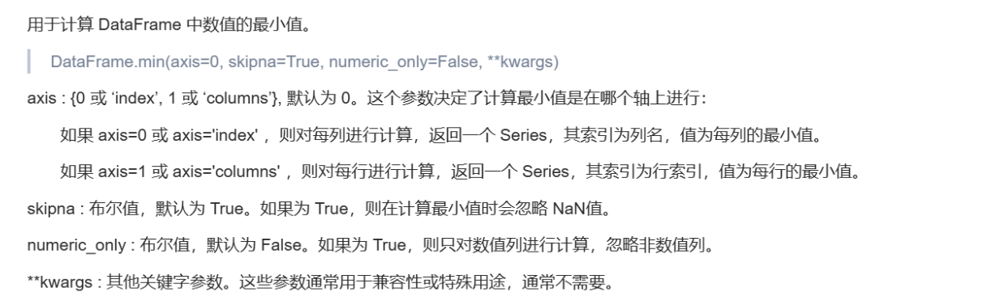 用于计算 DataFrame 中数值的最小值。
DataFrame.min(axis=0, skipna=True, numeric_only=False, **kwargs)
axis : {0 或 ‘index’, 1 或 ‘columns’}, 默认为 0。这个参数决定了计算最小值是在哪个轴上进行：
如果 axis=0 或 axis='index' ，则对每列进行计算，返回一个 Series，其索引为列名，值为每列的最小值。
如果 axis=1 或 axis='columns' ，则对每行进行计算，返回一个 Series，其索引为行索引，值为每行的最小值。
skipna : 布尔值，默认为 True。如果为 True，则在计算最小值时会忽略 NaN值。
numeric_only : 布尔值，默认为 False。如果为 True，则只对数值列进行计算，忽略非数值列。
**kwargs : 其他关键字参数。这些参数通常用于兼容性或特殊用途，通常不需要。